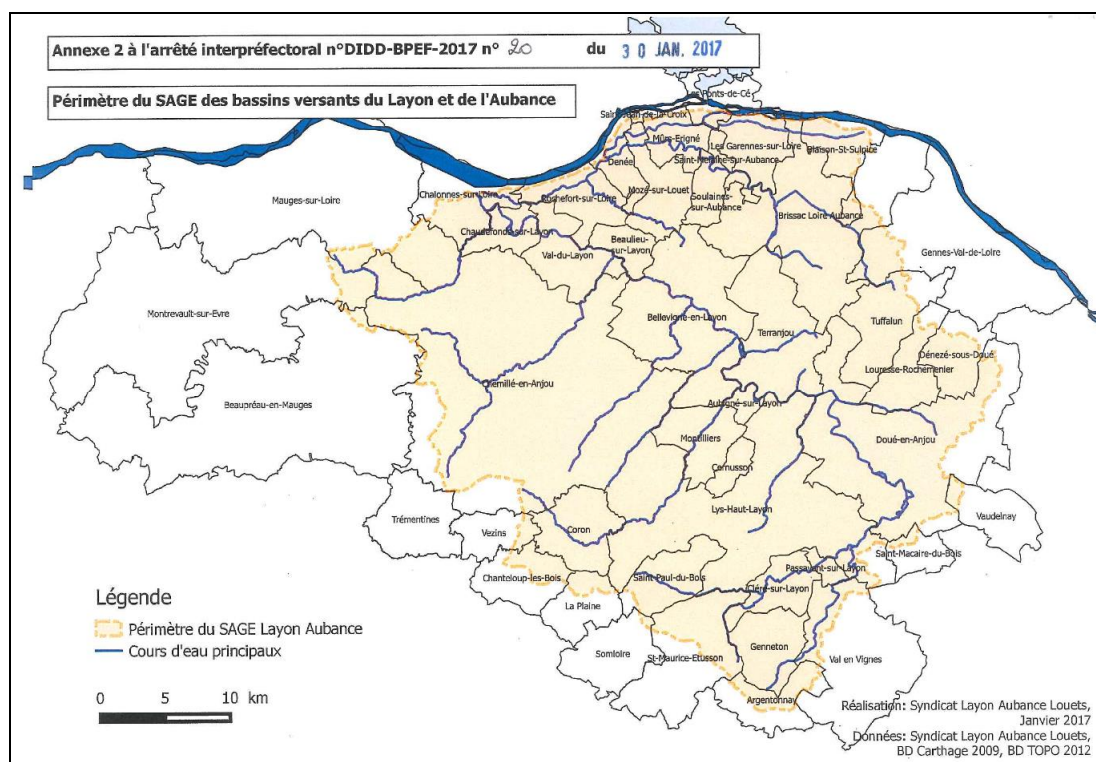 Annexe 2 à l'arrêté interpréfectoral n°DIDD-BPEF-2017 n° 20 du 30 JAN. 2017
Périmètre du SAGE des bassins versants du Layon et de l'Aubance
Les Ponts-de-Cé
Saint-Jean-de-la-Croix
Mûrs-Erigné
Les Garennes-sur-Loire
Blaison-St-Sulpice
Denée
Saint-Melaine-sur-Aubance
Chalonnes-sur-Loire
Rochefort-sur-Loire
Mozé-sur-Louet
Soulaines-
sur-Aubance
Mauges-sur-Loire
Brissac Loire Aubance
Chaudefonds-sur-Layon
Beaulieu-
sur-Layon
Val-du-Layon
Gennes-Val-de-Loire
Montrevault-sur-Evre
Bellevigne-en-Layon
Terranjou
Tuffalun
Dénezé-sous-Doué
Louresse-Rochemenier
Chemillé-en-Anjou
Beaupréau-en-Mauges
Aubigné-sur-Layon
Montilliers
Doué-en-Anjou
Cernusson
Lys-Haut-Layon
Trémentines
Vezins
Coron
Vaudelnay
Saint-Macaire-du-Bois
Passavant-sur-Layon
Chanteloup-les-Bois
Saint-Paul-du-Bois
Cléré-sur-Layon
La Plaine
Genneton
Somloire
St-Maurice-Etusson
Val en Vignes
Argentonnay
Légende
Périmètre du SAGE Layon Aubance
Cours d'eau principaux
0 5 10 km
Réalisation: Syndicat Layon Aubance Louets,
Janvier 2017
Données: Syndicat Layon Aubance Louets,
BD Carthage 2009, BD TOPO 2012